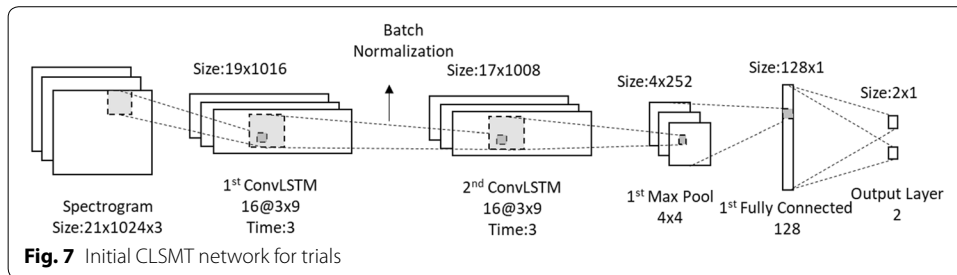 Batch
Normalization
Size:19x1016
Size:17x1008
Size:4x252
Size:128x1
Size:2x1
Spectrogram
Size:21x1024x3
1st ConvLSTM
16@3x9
Time:3
2nd ConvLSTM
16@3x9
Time:3
1st Max Pool
4x4
1st Fully Connected
128
Output Layer
2
Fig. 7 Initial CLSMT network for trials